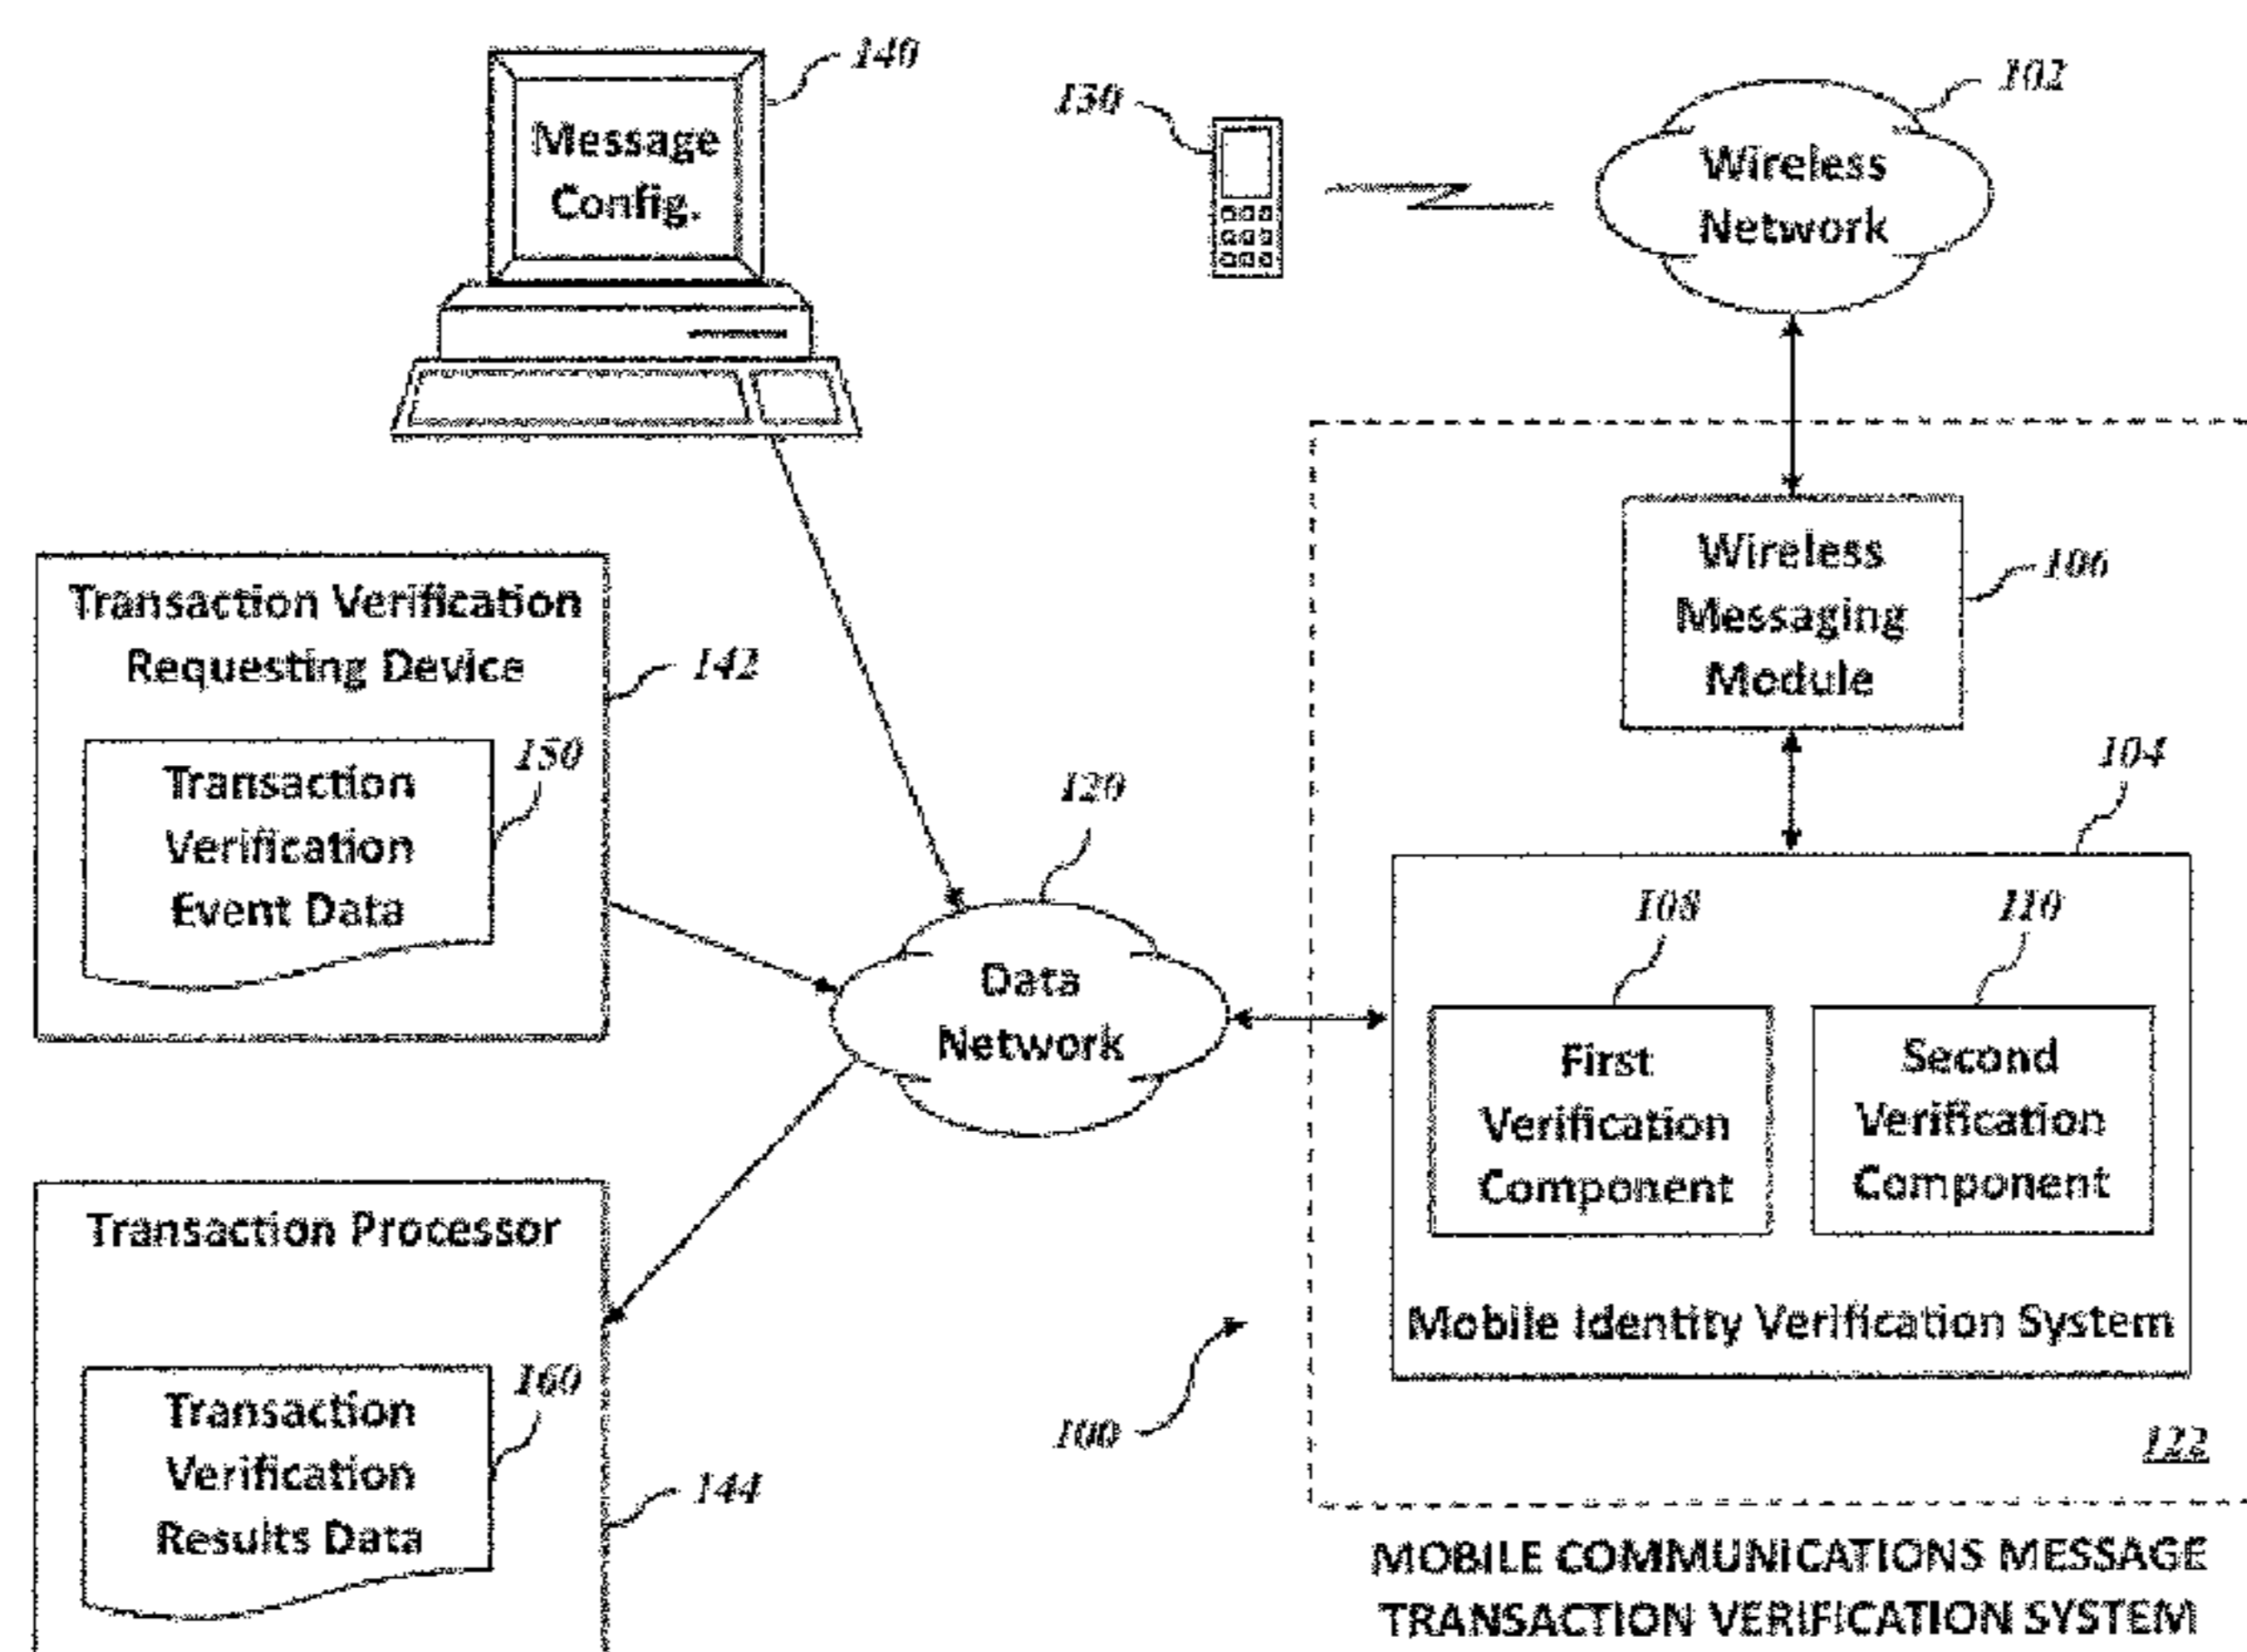 140
Message
Config.
130
102
Wireless
Network
Transaction Verification
Requesting Device
142
150
Transaction
Verification
Event Data
120
Data
Network
Wireless
Messaging
Module
106
104
108
110
First
Verification
Component
Second
Verification
Component
Mobile Identity Verification System
122
100
Transaction Processor
160
Transaction
Verification
Results Data
144
MOBILE COMMUNICATIONS MESSAGE
TRANSACTION VERIFICATION SYSTEM